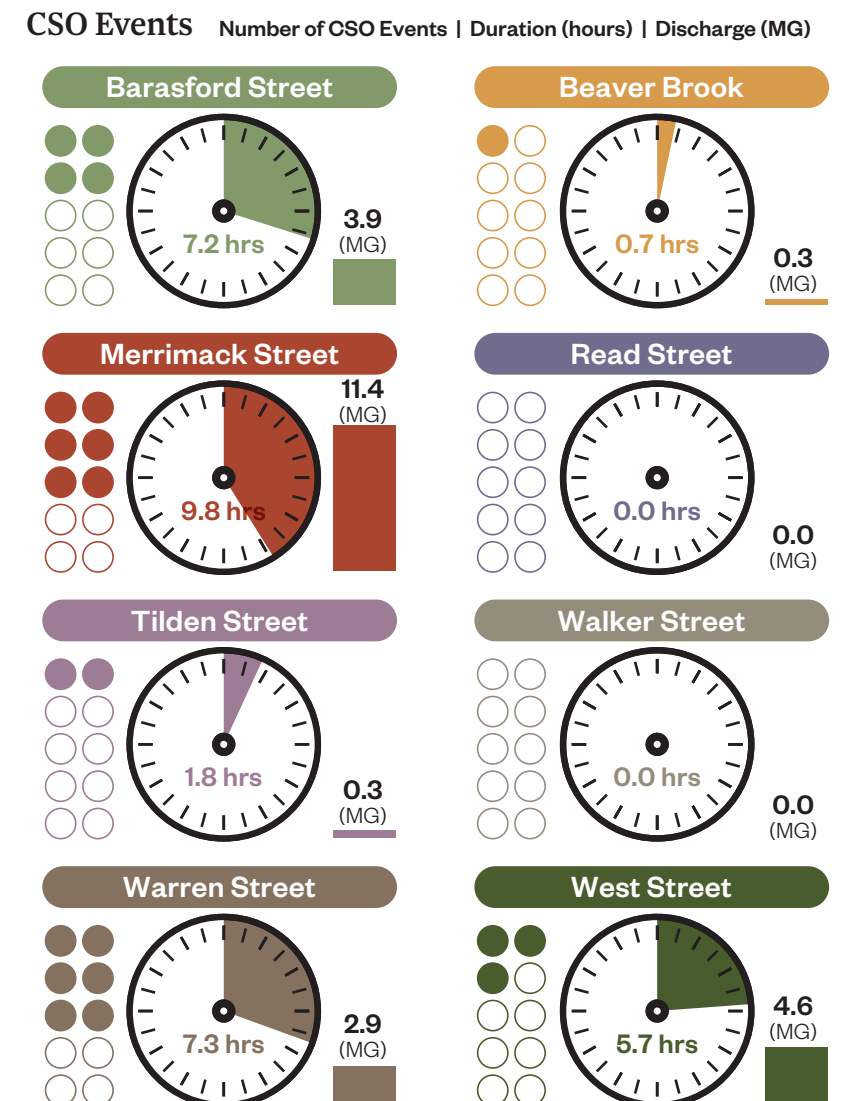 CSO Events Number of CSO Events | Duration (hours) | Discharge (MG)
Barasford Street
7.2 hrs
3.9
(MG)
Beaver Brook
0.7 hrs
0.3
(MG)
Merrimack Street
9.8 hrs
11.4
(MG)
Read Street
0.0 hrs
0.0
(MG)
Tilden Street
1.8 hrs
0.3
(MG)
Walker Street
0.0 hrs
0.0
(MG)
Warren Street
7.3 hrs
2.9
(MG)
West Street
5.7 hrs
4.6
(MG)